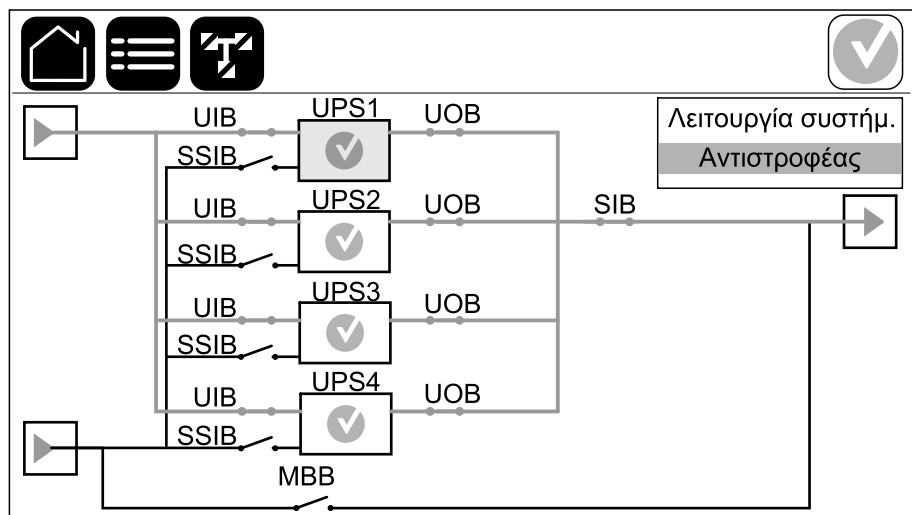 UIB UPS1 UOB
Λειτουργία συστήμ.
SSIB
Αντιστροφέας
UIB UPS2 UOB SIB
SSIB
UIB UPS3 UOB
SSIB
UIB UPS4 UOB
SSIB
MBB